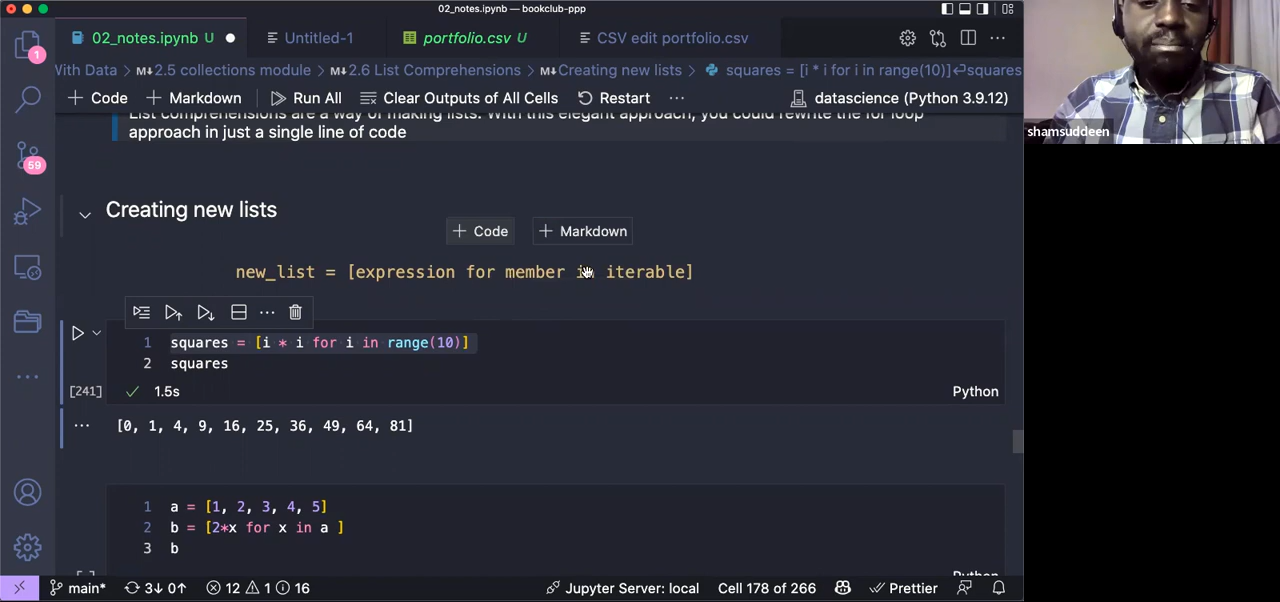 02_notes.ipynb — bookclub-ppp
02_notes.ipynb U
Untitled-1
portfolio.csv U
CSV edit portfolio.csv
With Data > M↓2.5 collections module > M↓2.6 List Comprehensions > M↓Creating new lists > squares = [i * i for i in range(10)]↵squares
+ Code + Markdown Run All Clear Outputs of All Cells Restart ··· datascience (Python 3.9.12)
List comprehensions are a way of making lists. With this elegant approach, you could rewrite the for loop
approach in just a single line of code
shamsuddeen
1
59
Creating new lists
+ Code + Markdown
new_list = [expression for member in iterable]
1 squares = [i * i for i in range(10)]
2 squares
[241] 1.5s Python
[0, 1, 4, 9, 16, 25, 36, 49, 64, 81]
1 a = [1, 2, 3, 4, 5]
2 b = [2*x for x in a ]
3 b
Python
main* 3↓ 0↑ 12 1 16 Jupyter Server: local Cell 178 of 266 Prettier